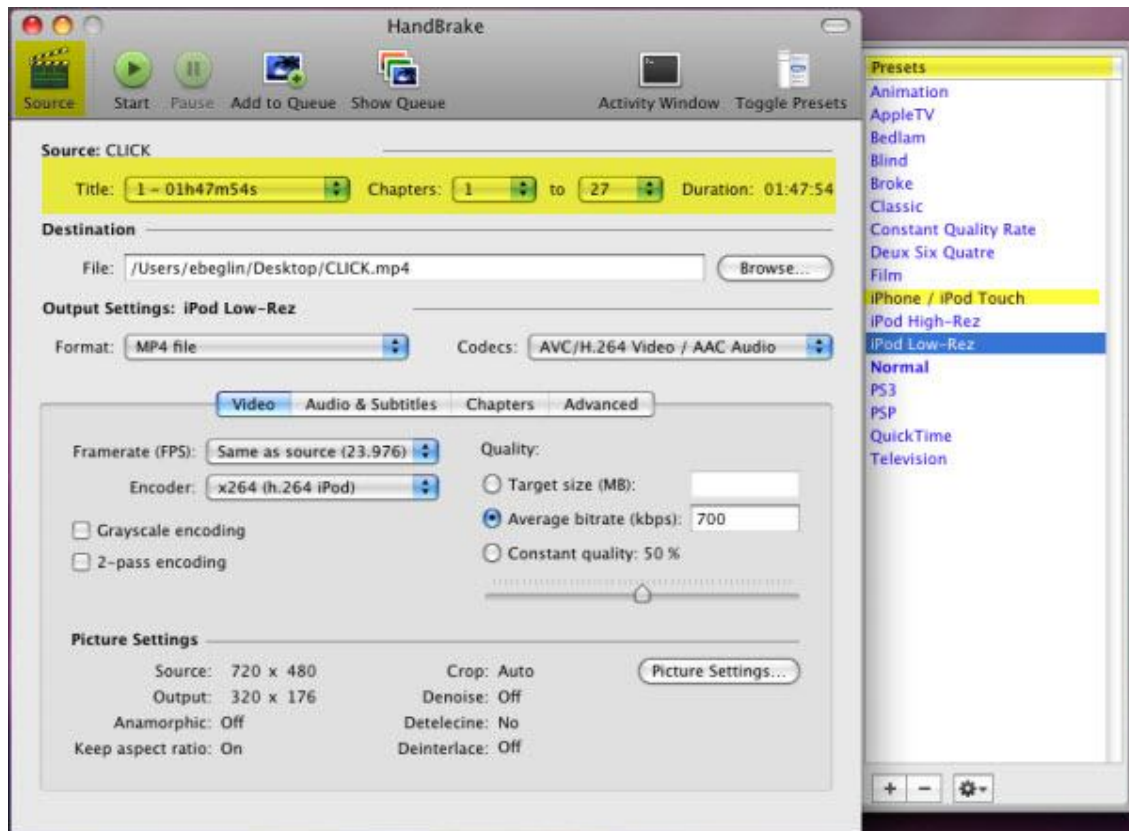 HandBrake
Source Start Pause Add to Queue Show Queue Activity Window Toggle Presets
Source: CLICK
Title: 1 - 01h47m54s Chapters: 1 to 27 Duration: 01:47:54
Destination
File: /Users/ebeglin/Desktop/CLICK.mp4 Browse...
Output Settings: iPod Low-Rez
Format: MP4 file Codecs: AVC/H.264 Video / AAC Audio
Video Audio & Subtitles Chapters Advanced
Framerate (FPS): Same as source (23.976) Quality:
Encoder: x264 (h.264 iPod) Target size (MB):
Average bitrate (kbps): 700
Grayscale encoding
Constant quality: 50 %
2-pass encoding
Picture Settings
Source: 720 x 480 Crop: Auto Picture Settings...
Output: 320 x 176 Denoise: Off
Anamorphic: Off Detelecine: No
Keep aspect ratio: On Deinterlace: Off
Presets
Animation
AppleTV
Bedlam
Blind
Broke
Classic
Constant Quality Rate
Deux Six Quatre
Film
iPhone / iPod Touch
iPod High-Rez
iPod Low-Rez
Normal
PS3
PSP
QuickTime
Television